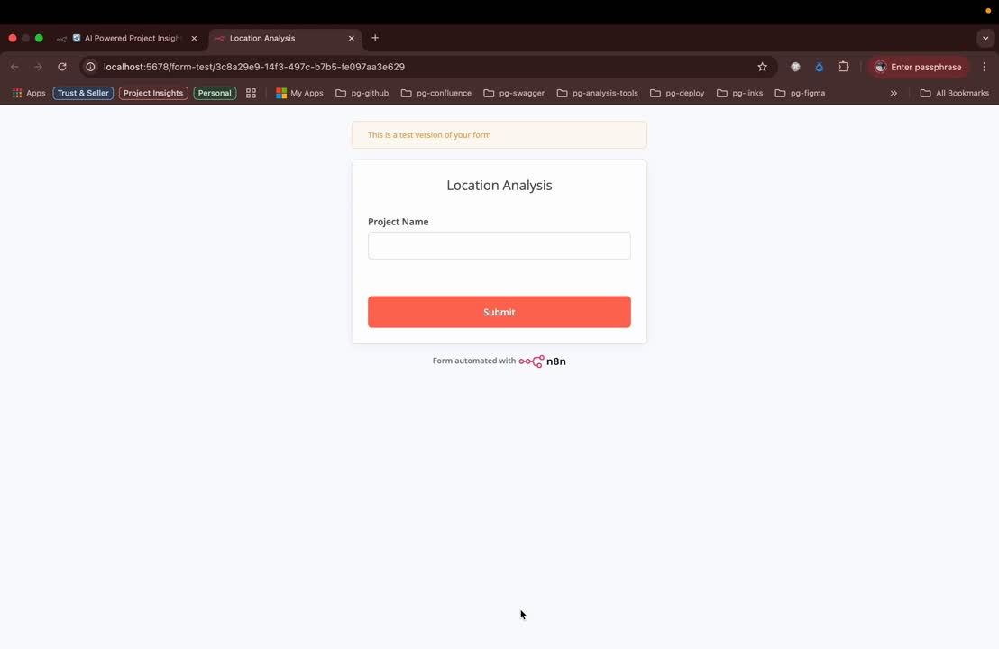 AI Powered Project Insigh
Location Analysis
localhost:5678/form-test/3c8a29e9-14f3-497c-b7b5-fe097aa3e629
Enter passphrase
Apps
Trust & Seller
Project Insights
Personal
My Apps
pg-github
pg-confluence
pg-swagger
pg-analysis-tools
pg-deploy
pg-links
pg-figma
All Bookmarks
This is a test version of your form
Location Analysis
Project Name
Submit
Form automated with n8n